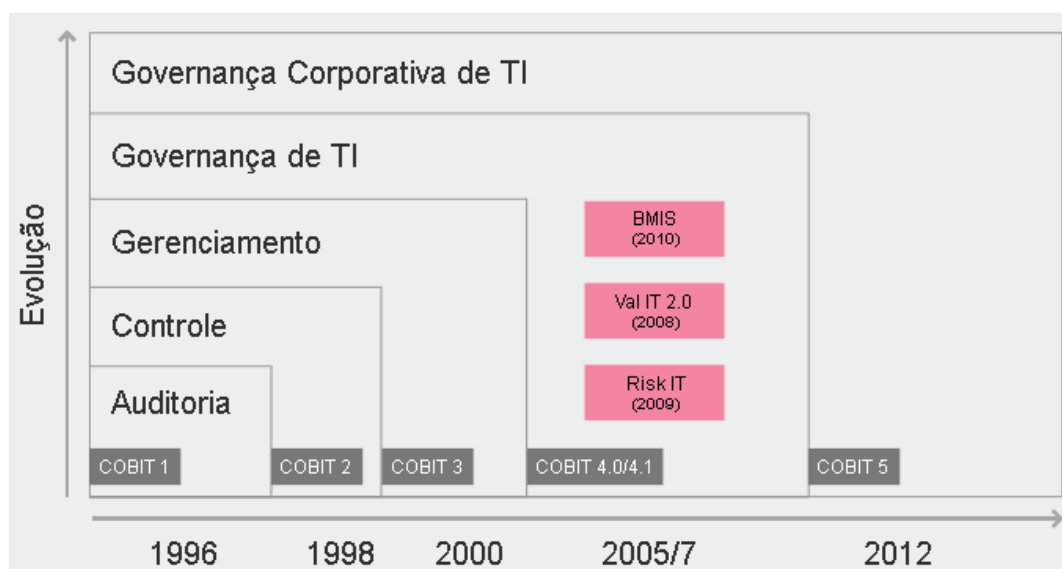 Governança Corporativa de TI
Governança de TI
Gerenciamento
Controle
Auditoria
BMIS
(2010)
Val IT 2.0
(2008)
Risk IT
(2009)
COBIT 1
COBIT 2
COBIT 3
COBIT 4.0/4.1
COBIT 5
Evolução
1996
1998
2000
2005/7
2012